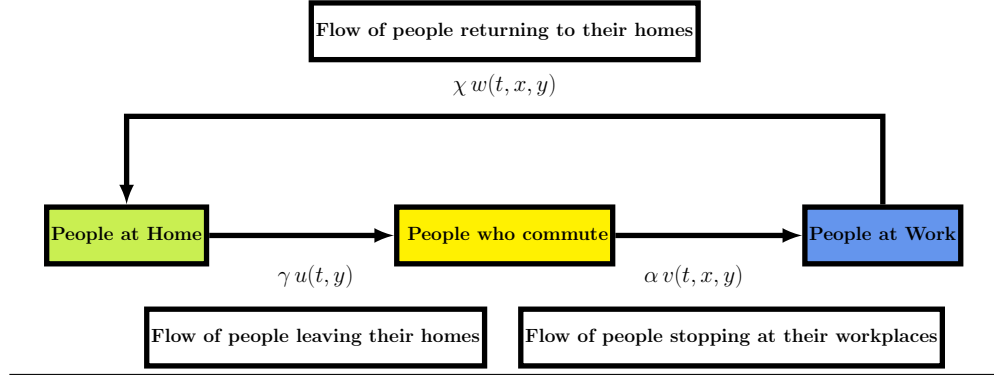 Flow of people returning to their homes
χ w(t, x, y)
People at Home
People who commute
People at Work
γ u(t, y)
α v(t, x, y)
Flow of people leaving their homes
Flow of people stopping at their workplaces